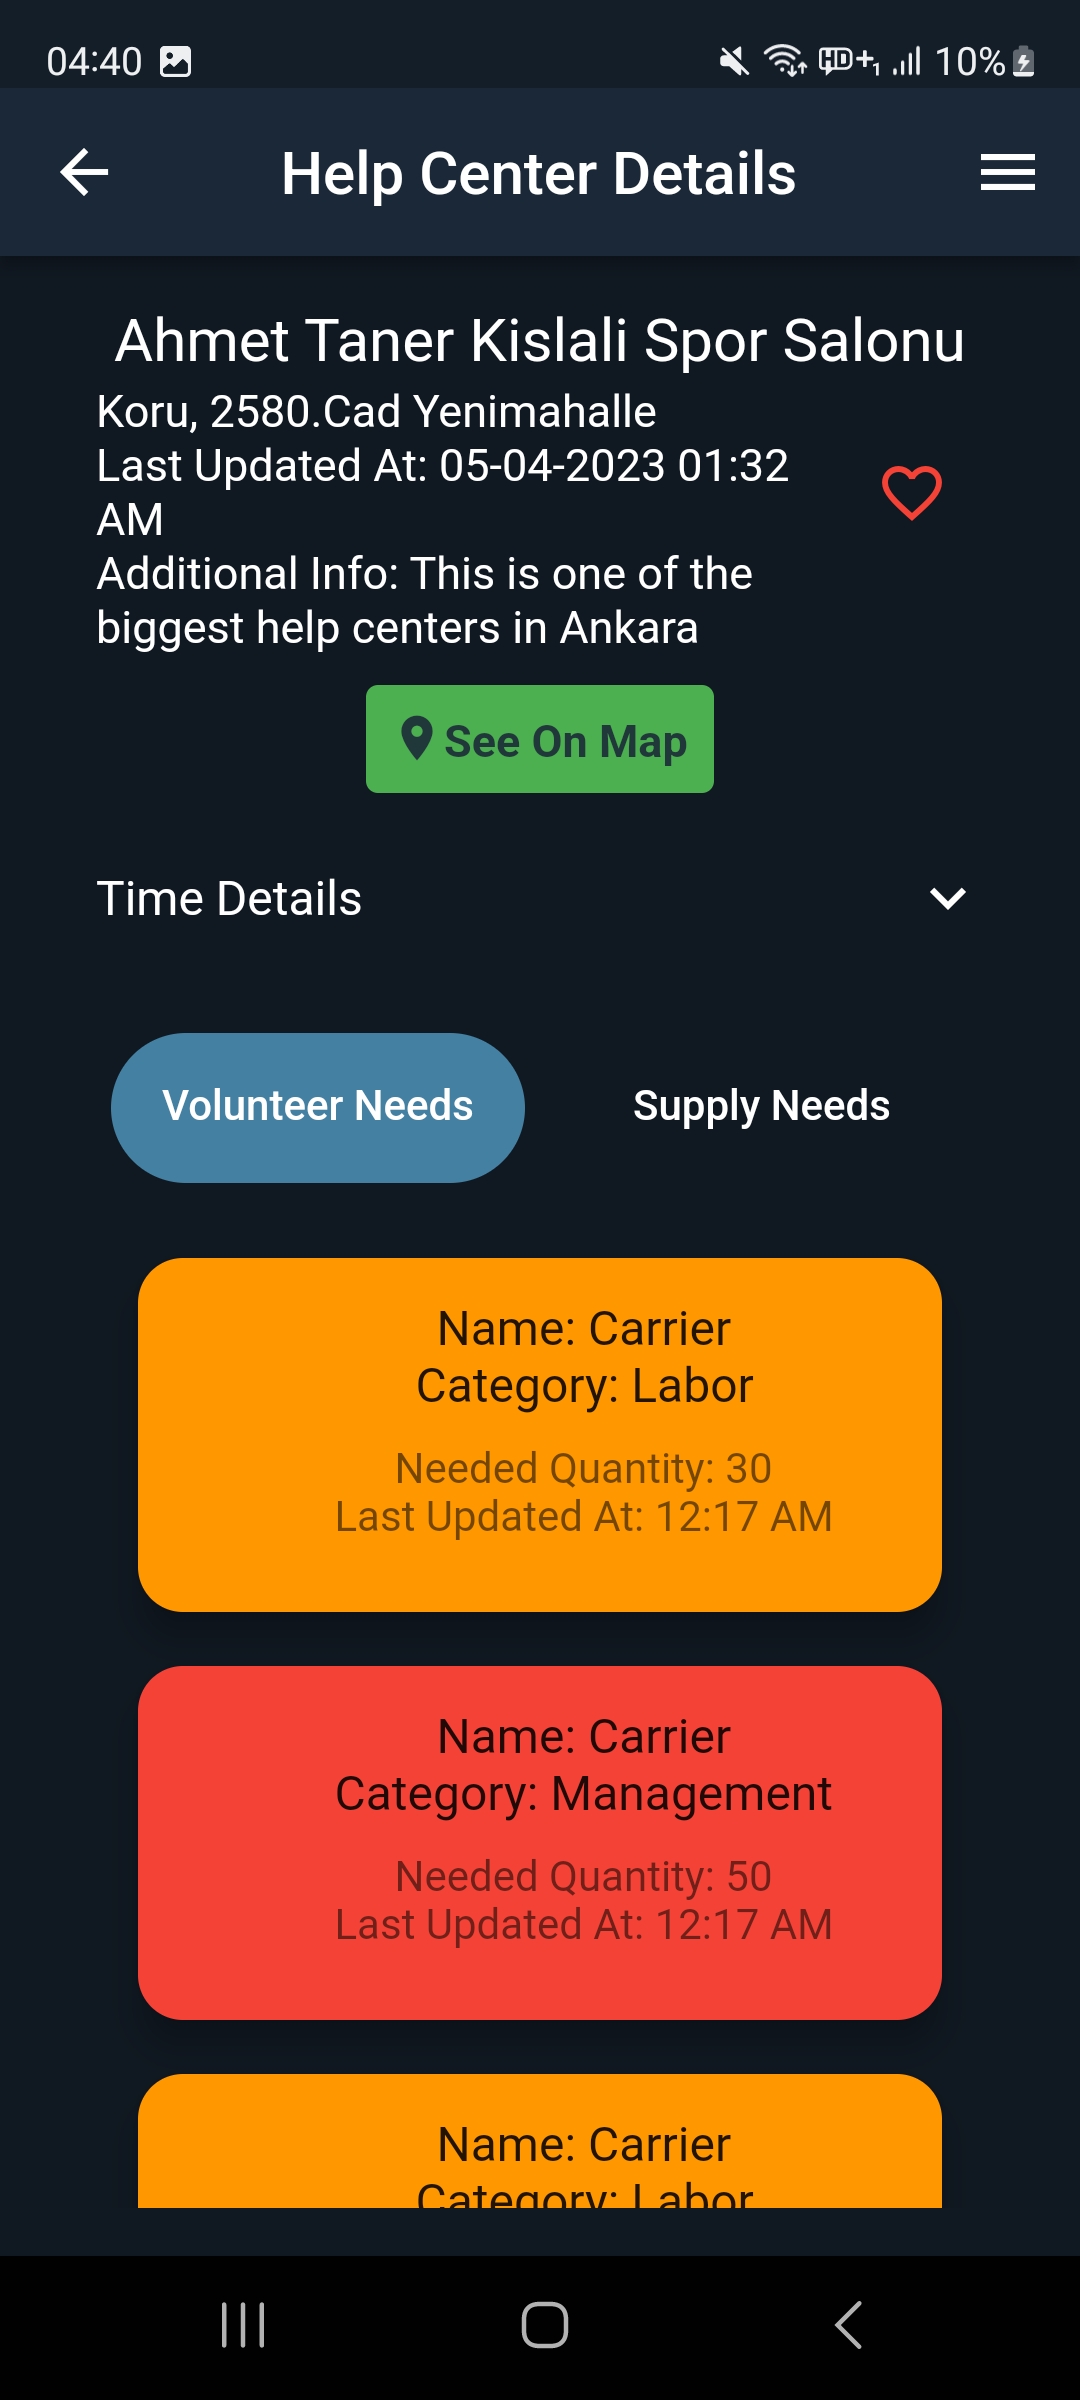 04:40
10%
Help Center Details
Ahmet Taner Kislali Spor Salonu
Koru, 2580.Cad Yenimahalle
Last Updated At: 05-04-2023 01:32
AM
Additional Info: This is one of the
biggest help centers in Ankara
See On Map
Time Details
Volunteer Needs
Supply Needs
Name: Carrier
Category: Labor
Needed Quantity: 30
Last Updated At: 12:17 AM
Name: Carrier
Category: Management
Needed Quantity: 50
Last Updated At: 12:17 AM
Name: Carrier
Category: Labor